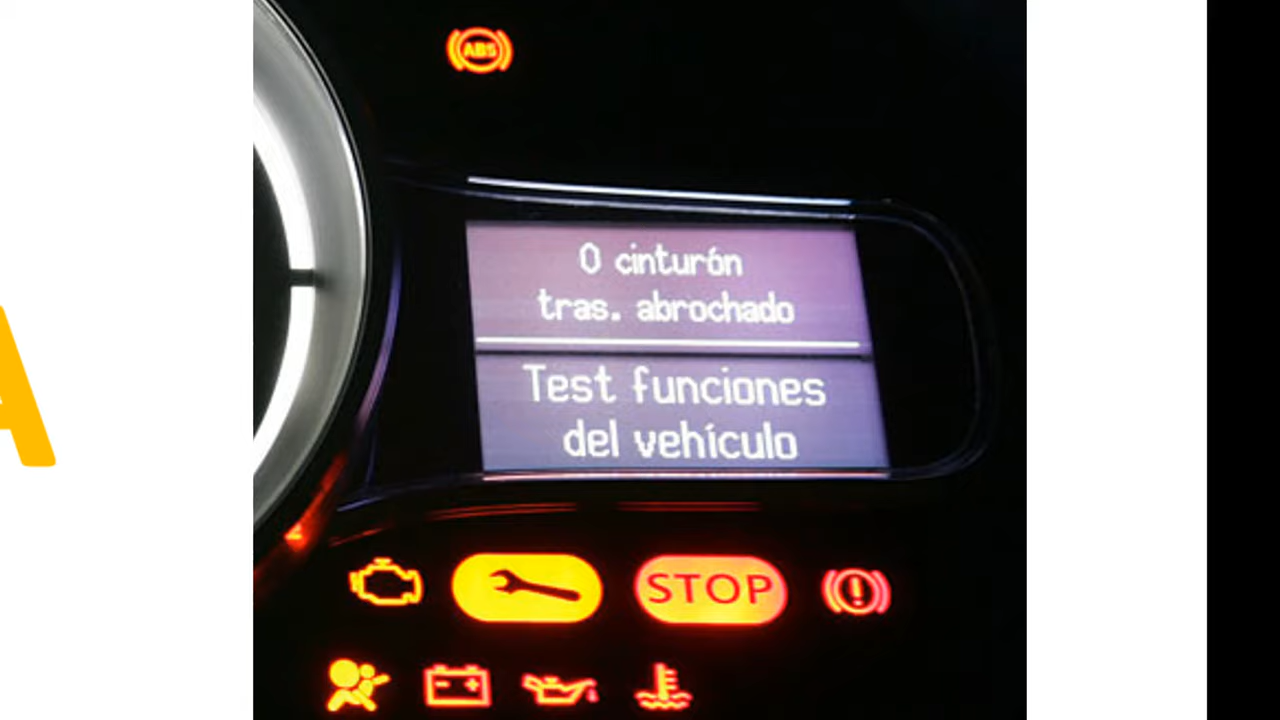 ABS
0 cinturón
tras. abrochado
Test funciones
del vehículo
STOP
A